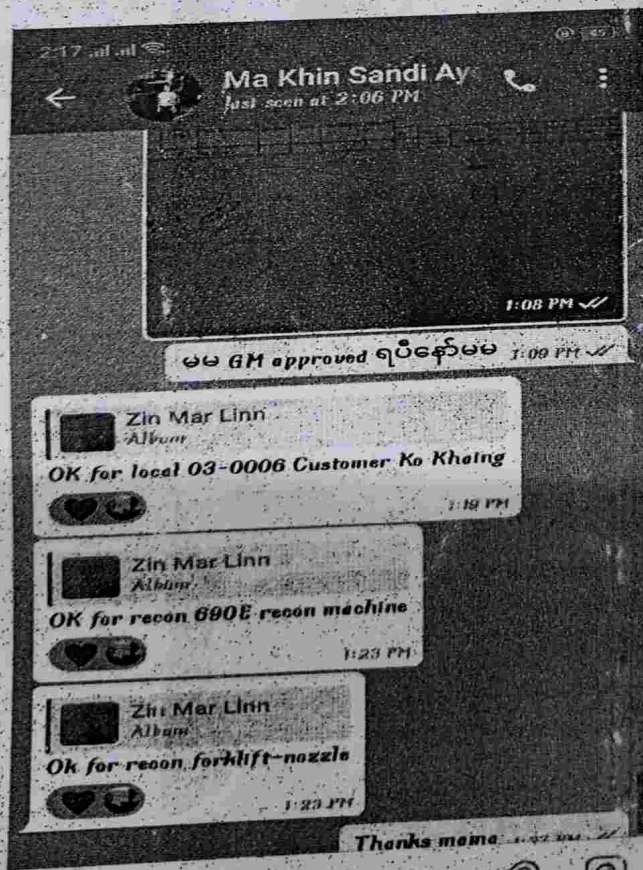 2:17
45
Ma Khin Sandi Ay
last seen at 2:06 PM
1:08 PM
မမ GM approved ရပီနော်မမ 1:09 PM
Zin Mar Linn
Album
OK for local 03-0006 Customer Ko Khaing
1:19 PM
Zin Mar Linn
Album
OK for recon 690E recon machine
1:23 PM
Zin Mar Linn
Album
Ok for recon forklift-nozzle
1:23 PM
Thanks mama